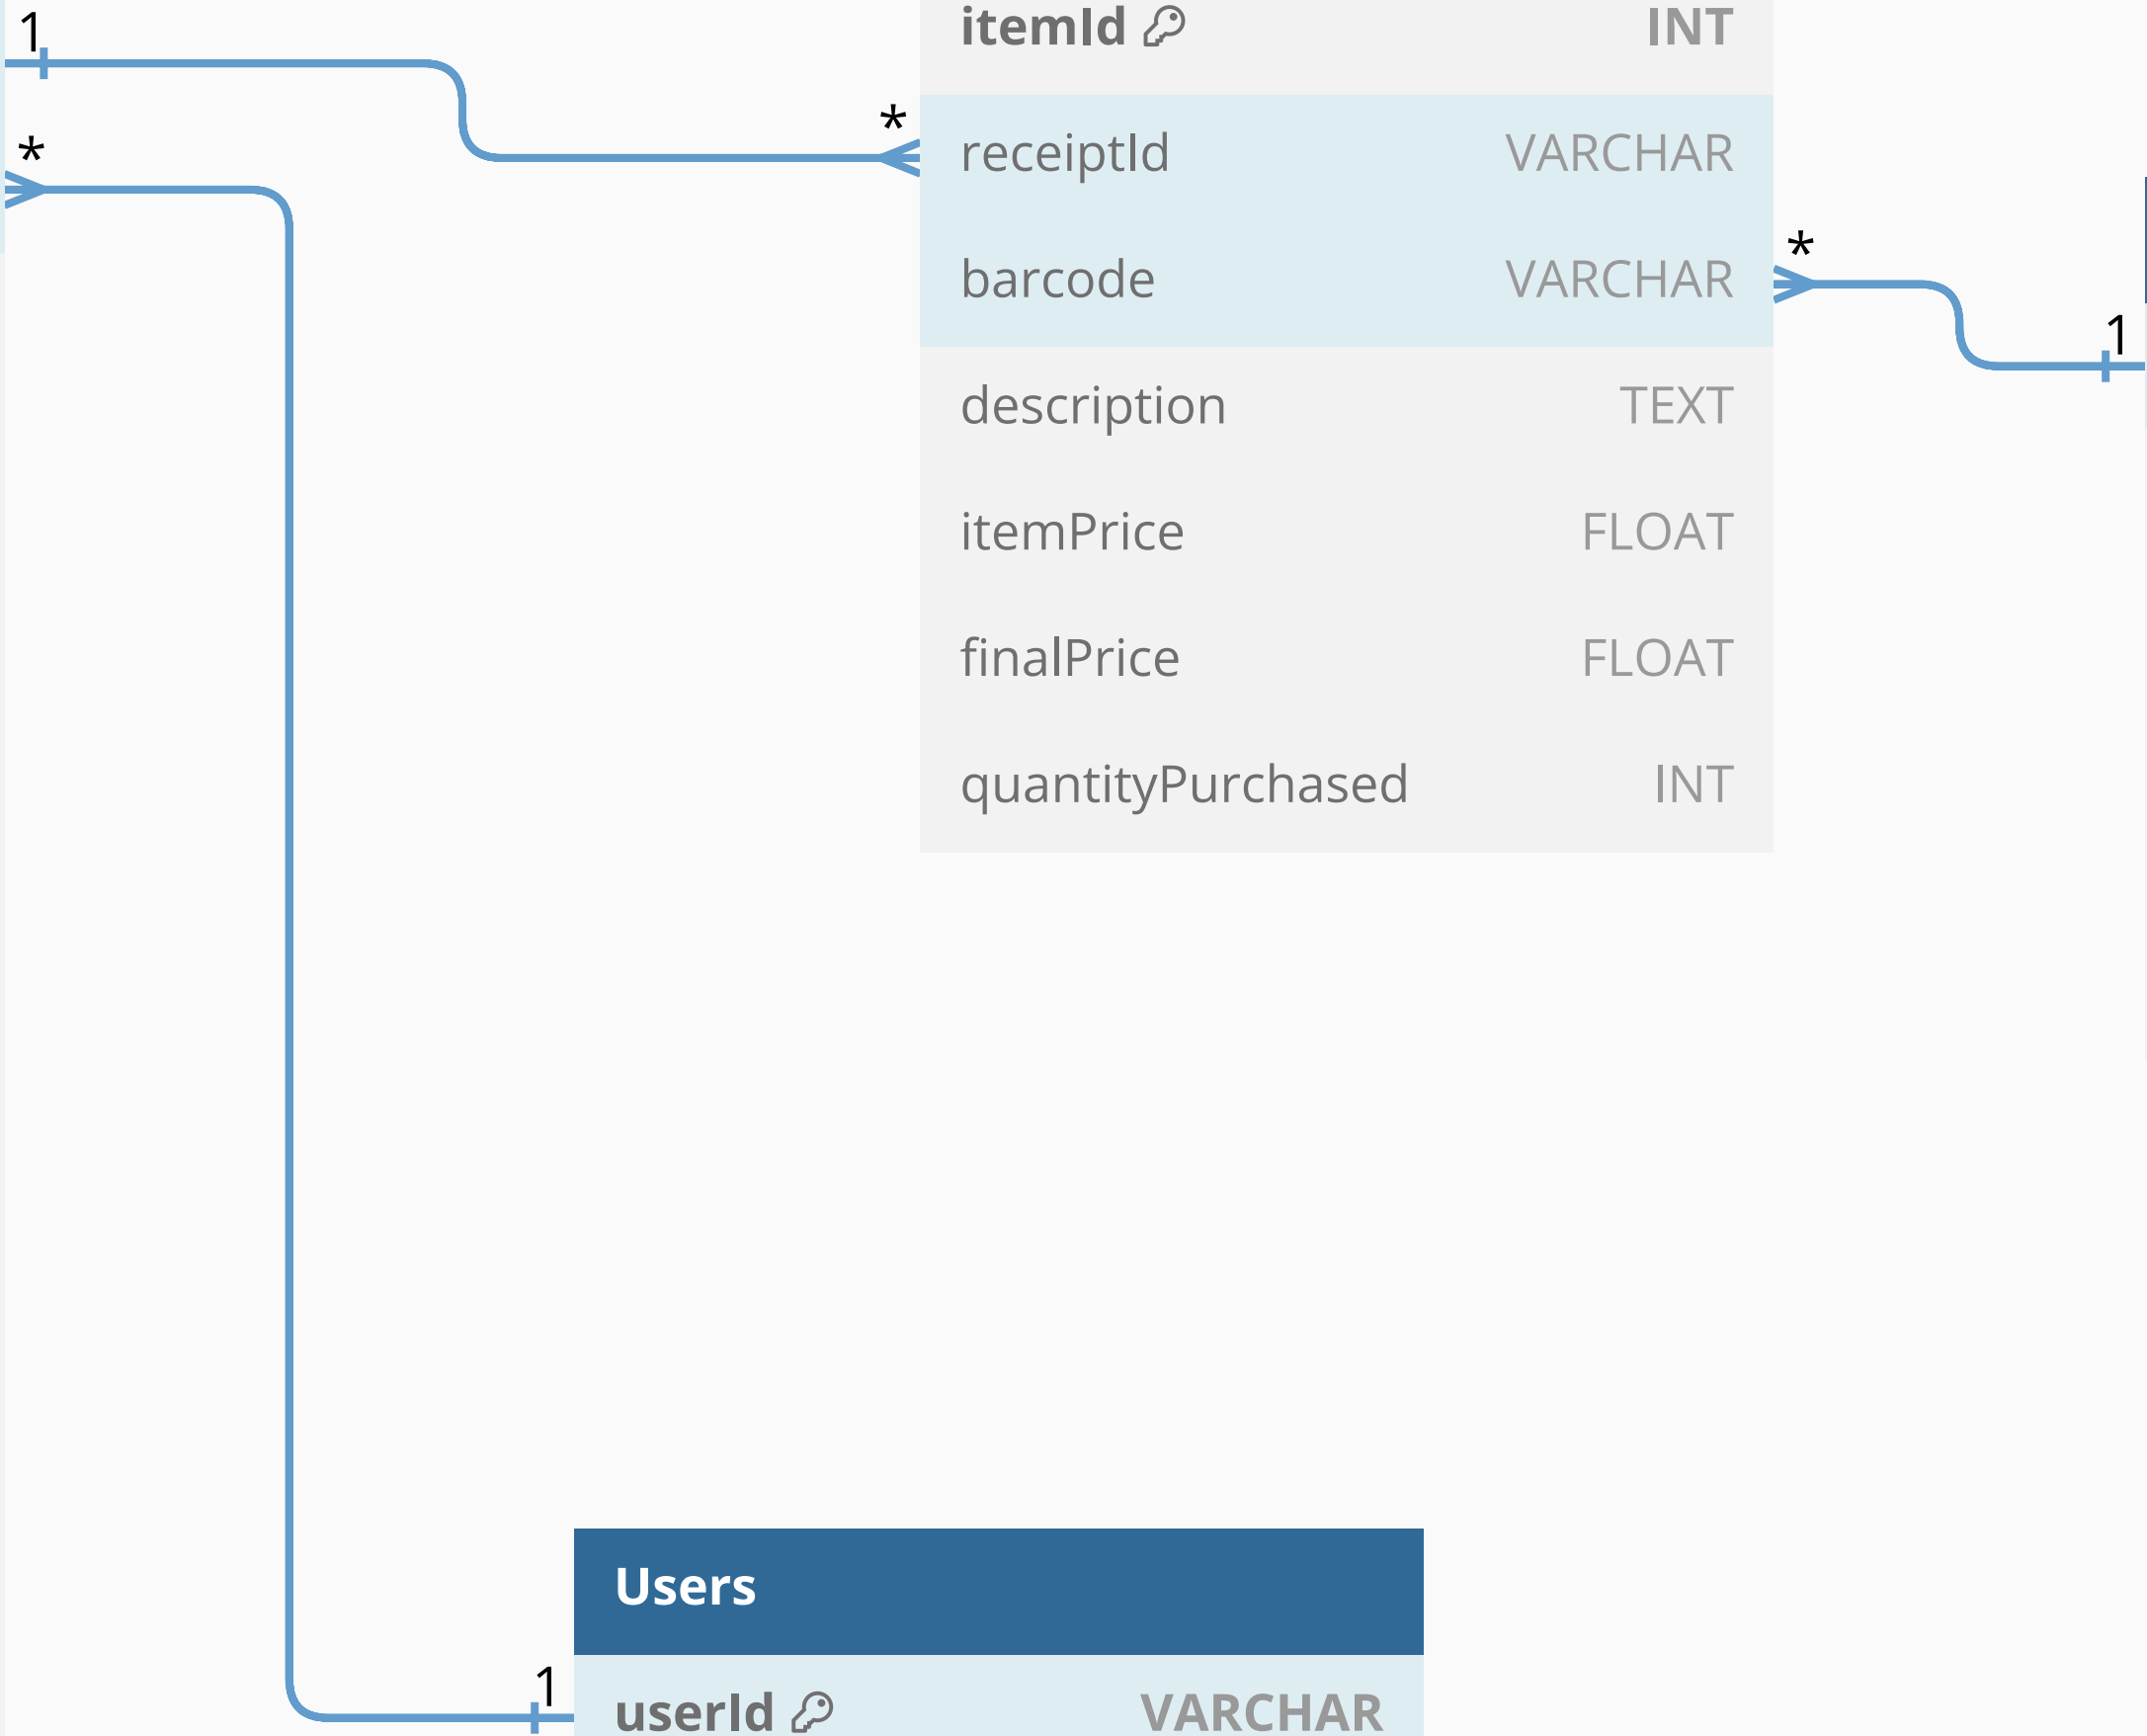 1
itemId INT
*
receiptId VARCHAR
*
*
barcode VARCHAR
1
description TEXT
itemPrice FLOAT
finalPrice FLOAT
quantityPurchased INT
Users
1
userId VARCHAR